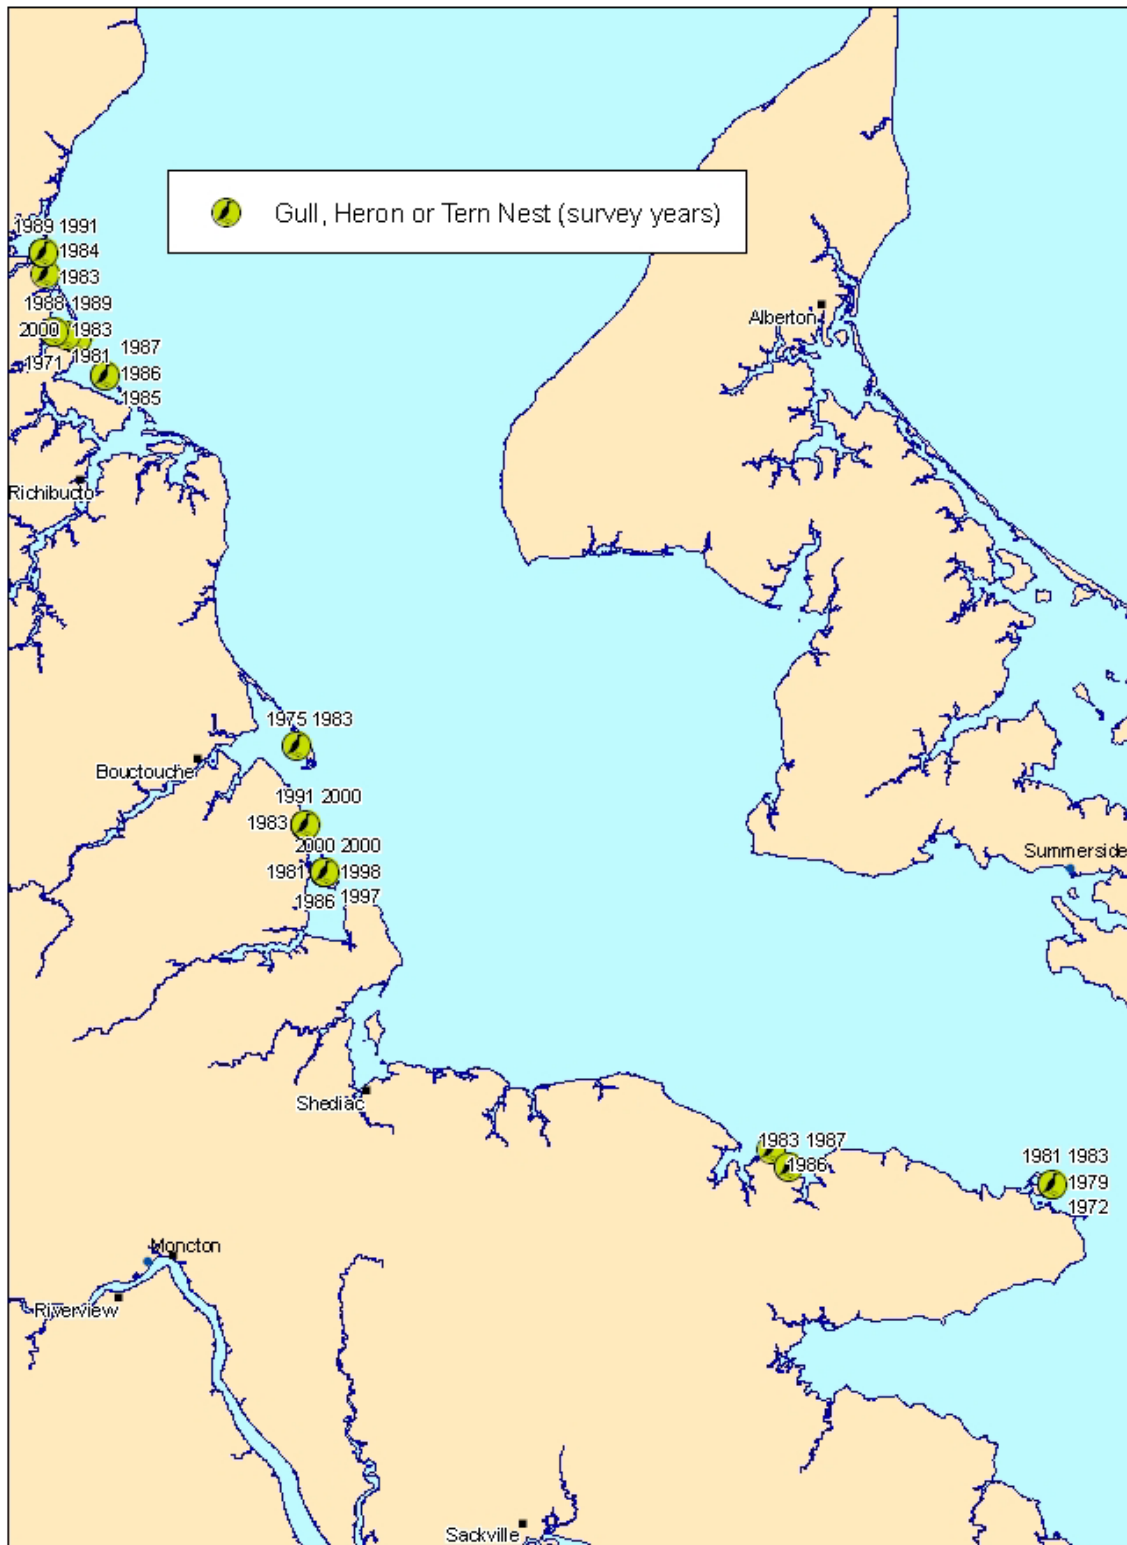 Gull, Heron or Tern Nest (survey years)
1989 1991
1984
1983
1988 1989
2000 1983
1971 1981
1987
1986
1985
Alberton
Richibucto
1975 1983
Bouctouche
1991 2000
1983
2000 2000
1981 1998
1986 1997
Summerside
Shediac
1983 1987
1986
1981 1983
1979
1972
Moncton
Riverview
Sackville